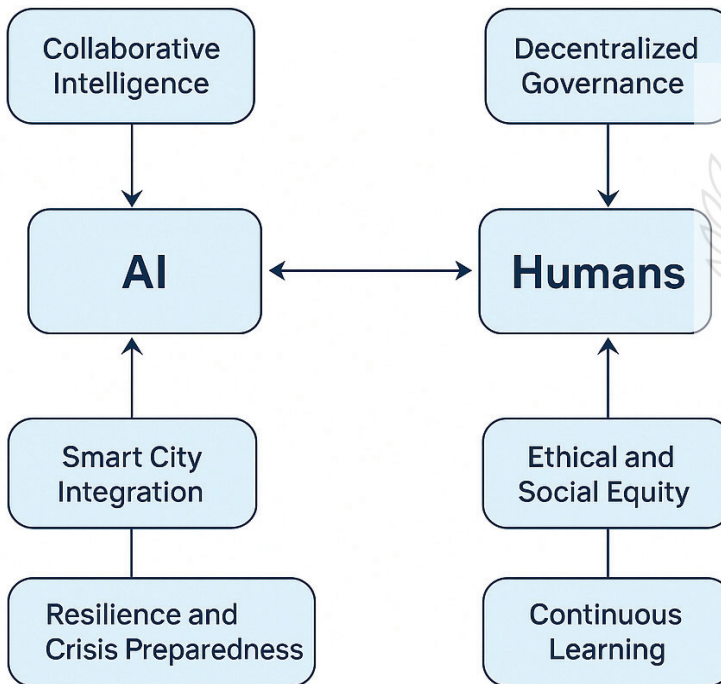 Collaborative
Intelligence
Decentralized
Governance
AI
Humans
Smart City
Integration
Ethical and
Social Equity
Resilience and
Crisis Preparedness
Continuous
Learning